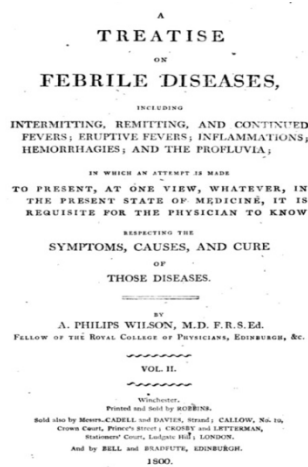 A
TREATISE
ON
FEBRILE DISEASES,
INCLUDING
INTERMITTING, REMITTING, AND CONTINUED
FEVERS; ERUPTIVE FEVERS; INFLAMMATIONS;
HEMORRHAGIES; AND THE PROFLUVIA;
IN WHICH AN ATTEMPT IS MADE
TO PRESENT, AT ONE VIEW, WHATEVER, IN
THE PRESENT STATE OF MEDICINE, IT IS
REQUISITE FOR THE PHYSICIAN TO KNOW
RESPECTING THE
SYMPTOMS, CAUSES, AND CURE
OF
THOSE DISEASES.
BY
A. PHILIPS WILSON, M.D. F.R.S.Ed.
FELLOW OF THE ROYAL COLLEGE OF PHYSICIANS, EDINBURGH, &c.
VOL. II.
Winchester.
Printed and Sold by ROBBINS.
Sold also by Messrs. CADELL and DAVIES, Strand; CALLOW, No. 10,
Crown Court, Prince's Street; CROSBY and LETTERMAN,
Stationers' Court, Ludgate Hill; LONDON.
And by BELL and BRADFUTE, EDINBURGH.
1800.